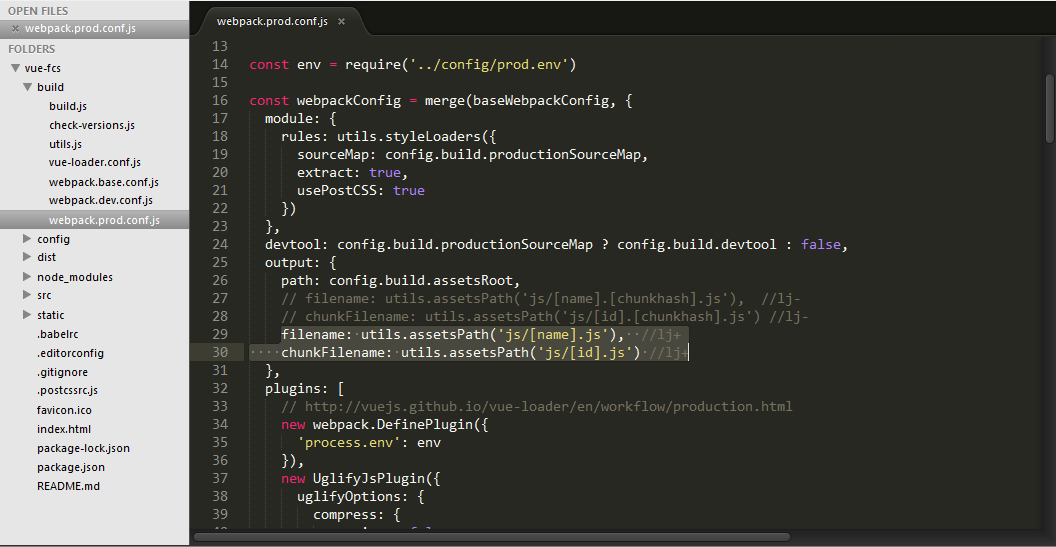 OPEN FILES
× webpack.prod.conf.js
FOLDERS
vue-fcs
build
build.js
check-versions.js
utils.js
vue-loader.conf.js
webpack.base.conf.js
webpack.dev.conf.js
webpack.prod.conf.js
config
dist
node_modules
src
static
.babelrc
.editorconfig
.gitignore
.postcssrc.js
favicon.ico
index.html
package-lock.json
package.json
README.md
webpack.prod.conf.js ×
13
14 const env = require('../config/prod.env')
15
16 const webpackConfig = merge(baseWebpackConfig, {
17   module: {
18     rules: utils.styleLoaders({
19       sourceMap: config.build.productionSourceMap,
20       extract: true,
21       usePostCSS: true
22     })
23   },
24   devtool: config.build.productionSourceMap ? config.build.devtool : false,
25   output: {
26     path: config.build.assetsRoot,
27     // filename: utils.assetsPath('js/[name].[chunkhash].js'),  //lj-
28     // chunkFilename: utils.assetsPath('js/[id].[chunkhash].js') //lj-
29     filename: utils.assetsPath('js/[name].js'),  //lj+
30     chunkFilename: utils.assetsPath('js/[id].js') //lj+
31   },
32   plugins: [
33     // http://vuejs.github.io/vue-loader/en/workflow/production.html
34     new webpack.DefinePlugin({
35       'process.env': env
36     }),
37     new UglifyJsPlugin({
38       uglifyOptions: {
39         compress: {